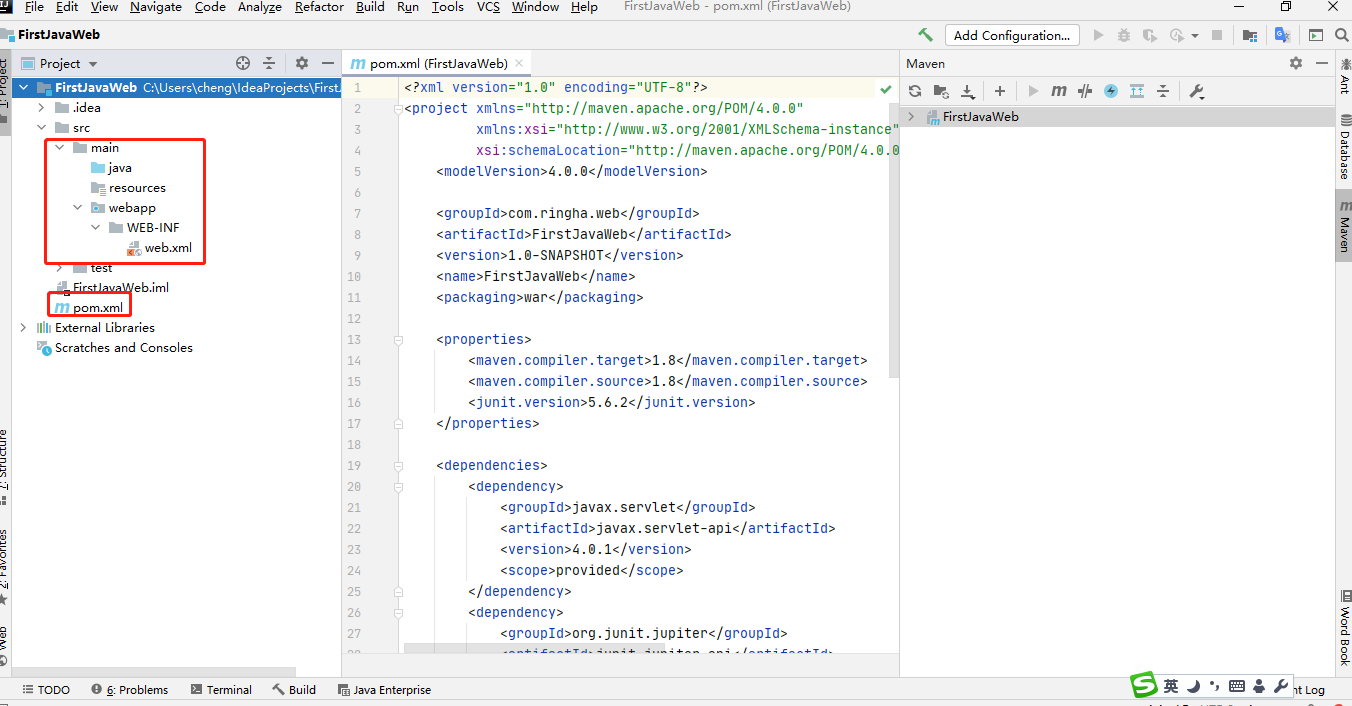 File Edit View Navigate Code Analyze Refactor Build Run Tools VCS Window Help FirstJavaWeb - pom.xml (FirstJavaWeb)
FirstJavaWeb
Add Configuration...
Project
pom.xml (FirstJavaWeb)
Maven
1: Project
FirstJavaWeb C:\Users\cheng\IdeaProjects\FirstJ
.idea
src
main
java
resources
webapp
WEB-INF
web.xml
test
FirstJavaWeb.iml
pom.xml
External Libraries
Scratches and Consoles
7: Structure
2: Favorites
Web
1 <?xml version="1.0" encoding="UTF-8"?>
2 <project xmlns="http://maven.apache.org/POM/4.0.0"
3 xmlns:xsi="http://www.w3.org/2001/XMLSchema-instance"
4 xsi:schemaLocation="http://maven.apache.org/POM/4.0.0
5 <modelVersion>4.0.0</modelVersion>
6
7 <groupId>com.ringha.web</groupId>
8 <artifactId>FirstJavaWeb</artifactId>
9 <version>1.0-SNAPSHOT</version>
10 <name>FirstJavaWeb</name>
11 <packaging>war</packaging>
12
13 <properties>
14 <maven.compiler.target>1.8</maven.compiler.target>
15 <maven.compiler.source>1.8</maven.compiler.source>
16 <junit.version>5.6.2</junit.version>
17 </properties>
18
19 <dependencies>
20 <dependency>
21 <groupId>javax.servlet</groupId>
22 <artifactId>javax.servlet-api</artifactId>
23 <version>4.0.1</version>
24 <scope>provided</scope>
25 </dependency>
26 <dependency>
27 <groupId>org.junit.jupiter</groupId>
28 <artifactId>junit-jupiter-api</artifactId>
FirstJavaWeb
Ant
Database
Maven
Word Book
TODO 6: Problems Terminal Build Java Enterprise
英
nt Log